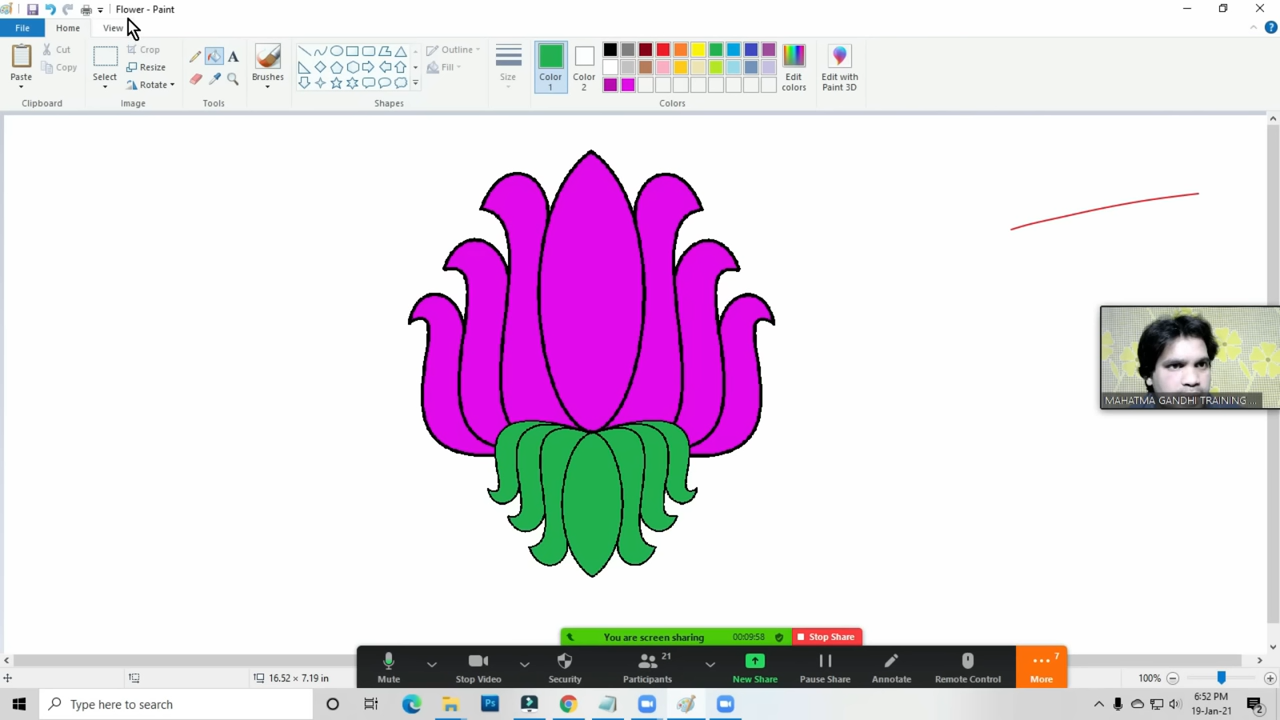 Flower - Paint
File
Home
View
Paste
Cut
Copy
Clipboard
Select
Crop
Resize
Rotate
Image
Tools
Brushes
Shapes
Outline
Fill
Size
Color 1
Color 2
Colors
Edit colors
Edit with Paint 3D
MAHATMA GANDHI TRAINING ...
You are screen sharing
00:09:58
Stop Share
Mute
Stop Video
Security
Participants
21
New Share
Pause Share
Annotate
Remote Control
More
7
16.52 × 7.19 in
100%
Type here to search
Ps
6:52 PM
19-Jan-21
2